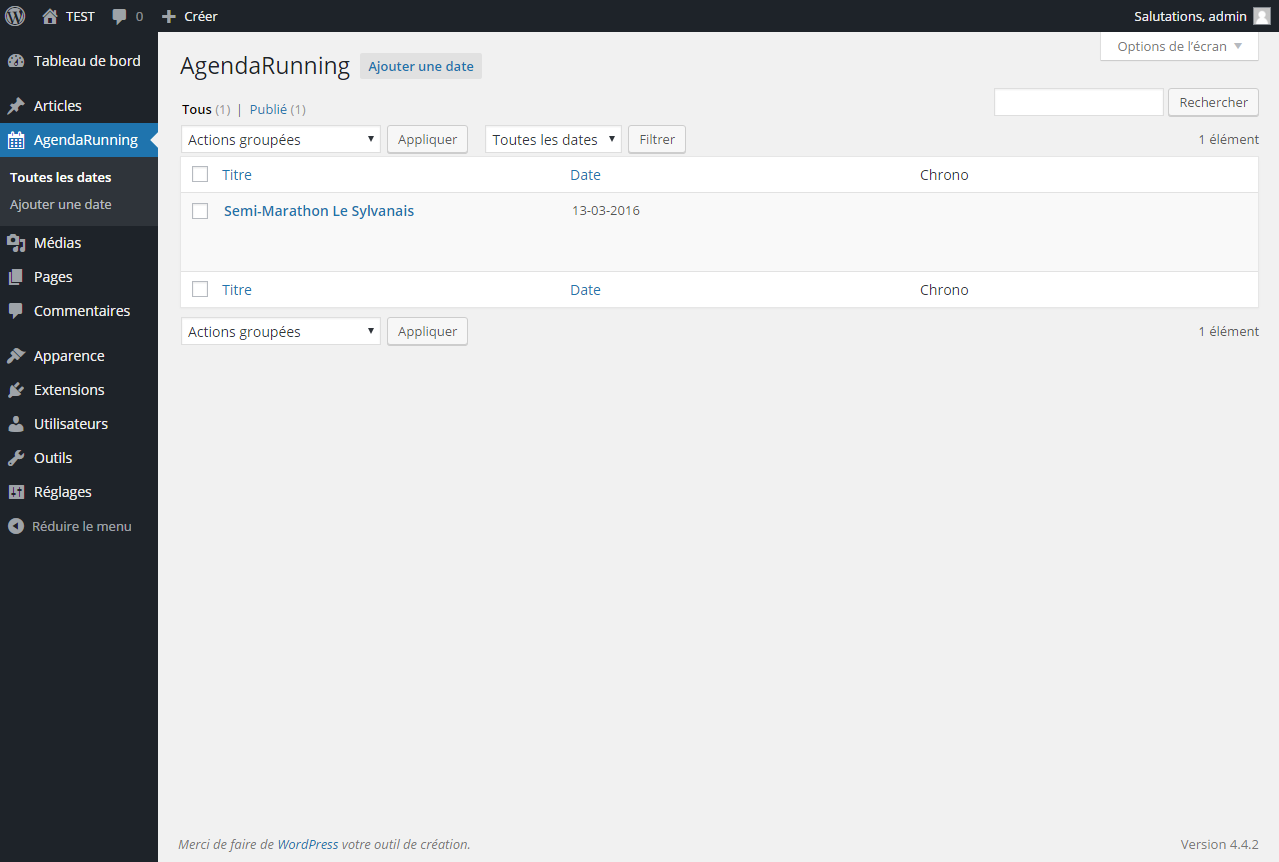 TEST 0 Créer Salutations, admin
Options de l’écran
Tableau de bord
Articles
AgendaRunning
Toutes les dates
Ajouter une date
Médias
Pages
Commentaires
Apparence
Extensions
Utilisateurs
Outils
Réglages
Réduire le menu
AgendaRunning Ajouter une date
Tous (1) | Publié (1) Rechercher
Actions groupées Appliquer Toutes les dates Filtrer 1 élément
Titre Date Chrono
Semi-Marathon Le Sylvanais 13-03-2016
Titre Date Chrono
Actions groupées Appliquer 1 élément
Merci de faire de WordPress votre outil de création. Version 4.4.2